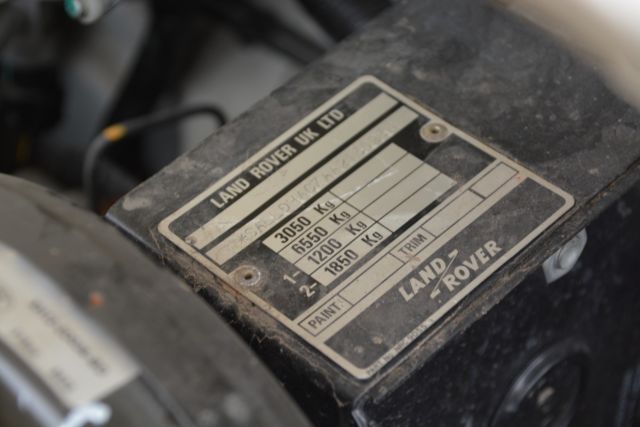 LAND ROVER UK LTD
3050 Kg
6550 Kg
1- 1200 Kg
2- 1850 Kg
PAINT
TRIM
LAND
ROVER